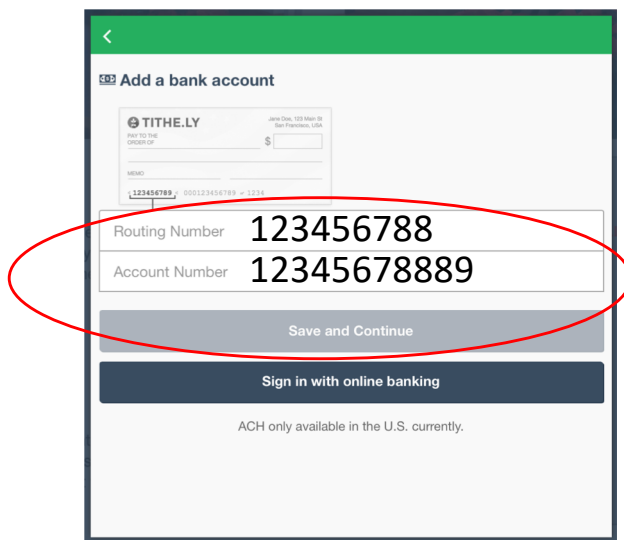 Add a bank account
TITHE.LY
Jane Doe, 123 Main St
San Francisco, USA
PAY TO THE
ORDER OF
$
MEMO
123456789 000123456789 1234
Routing Number 123456788
Account Number 12345678889
Save and Continue
Sign in with online banking
ACH only available in the U.S. currently.